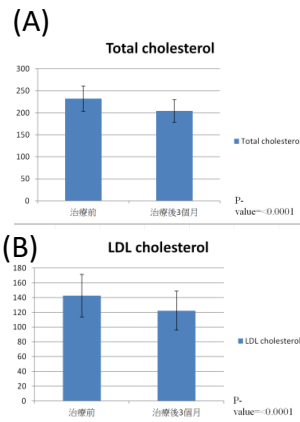 (A)
Total cholesterol
300
250
200
150
100
50
0
治療前 治療後3個月
Total cholesterol
P-
value=<0.0001
(B)
LDL cholesterol
180
160
140
120
100
80
60
40
20
0
治療前 治療後3個月
LDL cholesterol
P-
value=<0.0001